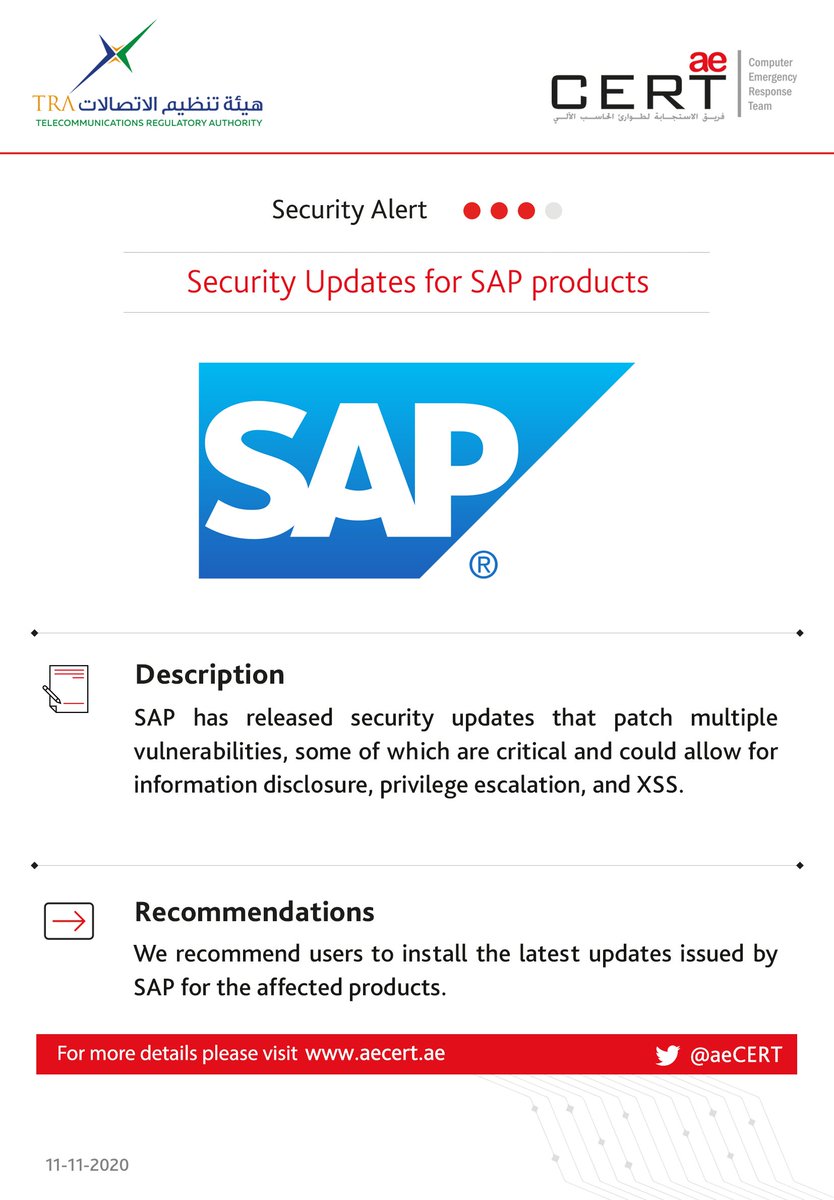 TRA هيئة تنظيم الاتصالات
TELECOMMUNICATIONS REGULATORY AUTHORITY
ae
CERT
فريق الاستجابة لطوارئ الحاسب الآلي
Computer
Emergency
Response
Team
Security Alert
Security Updates for SAP products
SAP
®
Description
SAP has released security updates that patch multiple
vulnerabilities, some of which are critical and could allow for
information disclosure, privilege escalation, and XSS.
Recommendations
We recommend users to install the latest updates issued by
SAP for the affected products.
For more details please visit www.aecert.ae
@aeCERT
11-11-2020